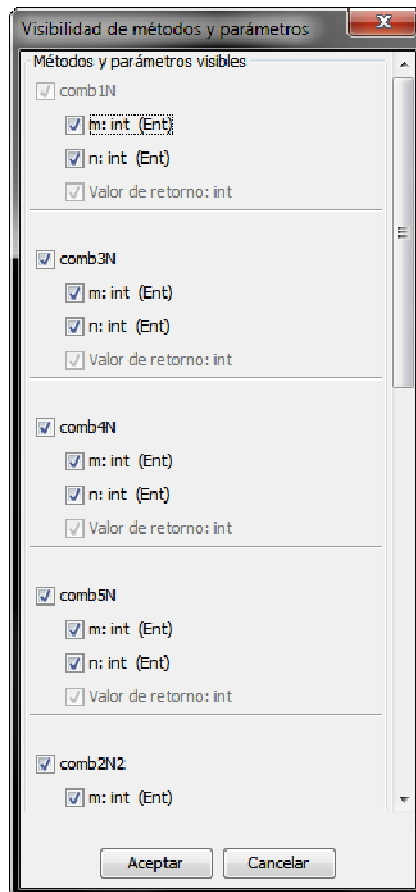 Visibilidad de métodos y parámetros
Métodos y parámetros visibles
comb1N
m: int (Ent)
n: int (Ent)
Valor de retorno: int
comb3N
m: int (Ent)
n: int (Ent)
Valor de retorno: int
comb4N
m: int (Ent)
n: int (Ent)
Valor de retorno: int
comb5N
m: int (Ent)
n: int (Ent)
Valor de retorno: int
comb2N2
m: int (Ent)
Aceptar Cancelar